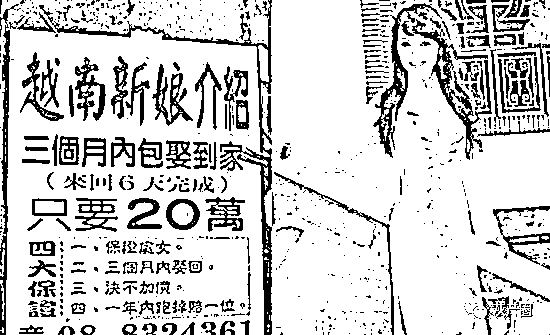 越南新娘介紹
三個月內包娶到家
（來回6天完成）
只要20萬
四大保證
一、保證處女。
二、三個月內娶回。
三、決不加價。
四、一年內跑掉賠一位。
08 8324361